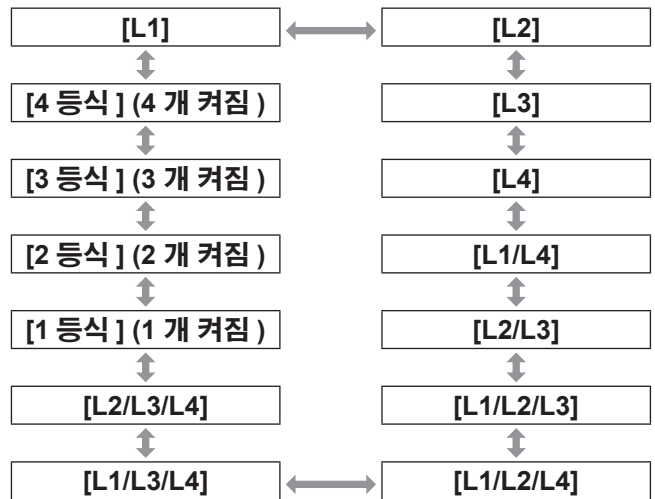 [L1]
[L2]
[4 등식 ] (4 개 켜짐 )
[L3]
[3 등식 ] (3 개 켜짐 )
[L4]
[2 등식 ] (2 개 켜짐 )
[L1/L4]
[1 등식 ] (1 개 켜짐 )
[L2/L3]
[L2/L3/L4]
[L1/L2/L3]
[L1/L3/L4]
[L1/L2/L4]